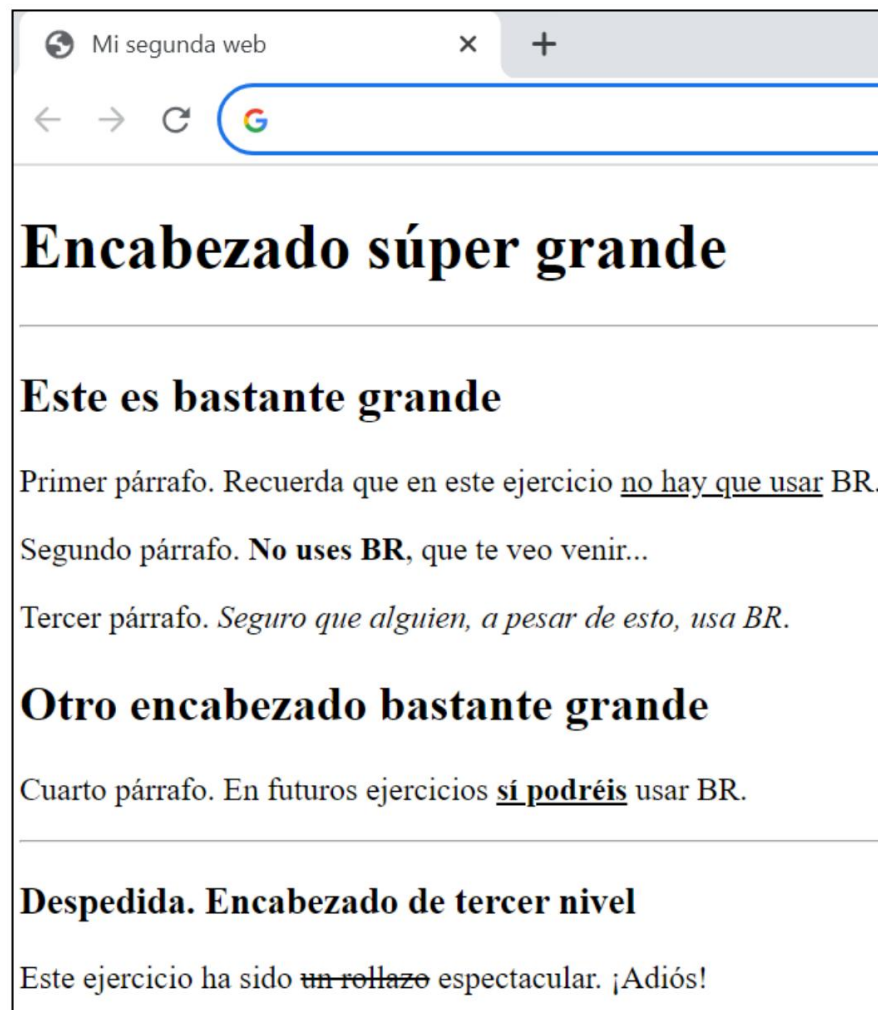 Mi segunda web
Encabezado súper grande
Este es bastante grande
Primer párrafo. Recuerda que en este ejercicio no hay que usar BR.
Segundo párrafo. No uses BR, que te veo venir...
Tercer párrafo. Seguro que alguien, a pesar de esto, usa BR.
Otro encabezado bastante grande
Cuarto párrafo. En futuros ejercicios sí podréis usar BR.
Despedida. Encabezado de tercer nivel
Este ejercicio ha sido un rollazo espectacular. ¡Adiós!